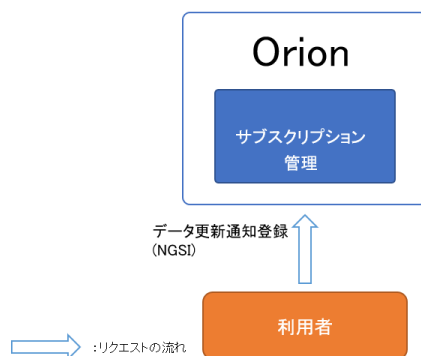 Orion
サブスクリプション
管理
データ更新通知登録
(NGSI)
利用者
:リクエストの流れ